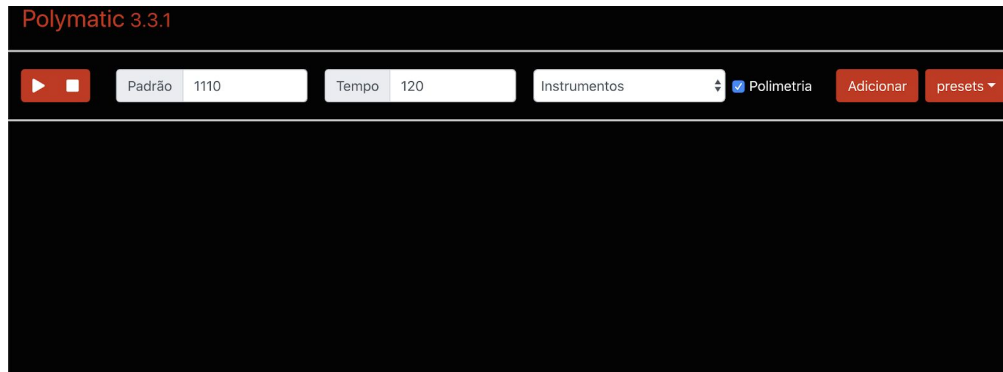 Polymatic 3.3.1
Padrão 1110 Tempo 120 Instrumentos Polimetria Adicionar presets